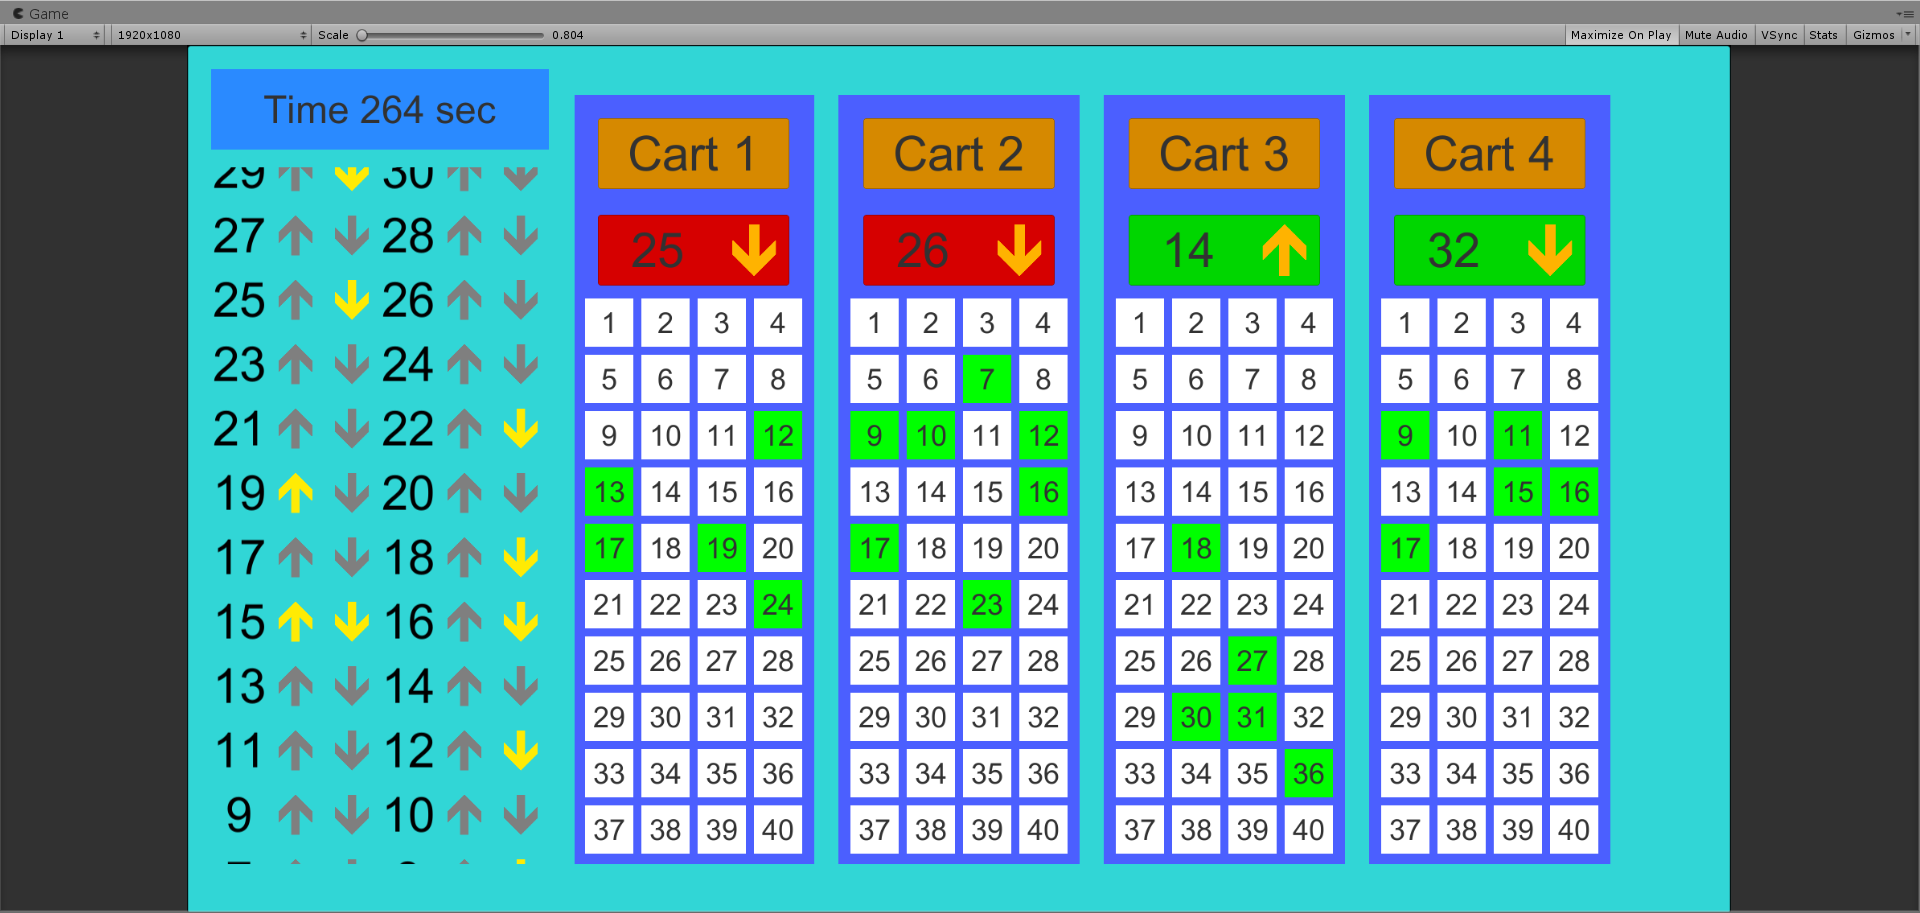 Game
Display 1 1920x1080 Scale 0.804 Maximize On Play Mute Audio VSync Stats Gizmos
Time 264 sec
29 30
27 28
25 26
23 24
21 22
19 20
17 18
15 16
13 14
11 12
9 10
Cart 1
25
1 2 3 4
5 6 7 8
9 10 11 12
13 14 15 16
17 18 19 20
21 22 23 24
25 26 27 28
29 30 31 32
33 34 35 36
37 38 39 40
Cart 2
26
1 2 3 4
5 6 7 8
9 10 11 12
13 14 15 16
17 18 19 20
21 22 23 24
25 26 27 28
29 30 31 32
33 34 35 36
37 38 39 40
Cart 3
14
1 2 3 4
5 6 7 8
9 10 11 12
13 14 15 16
17 18 19 20
21 22 23 24
25 26 27 28
29 30 31 32
33 34 35 36
37 38 39 40
Cart 4
32
1 2 3 4
5 6 7 8
9 10 11 12
13 14 15 16
17 18 19 20
21 22 23 24
25 26 27 28
29 30 31 32
33 34 35 36
37 38 39 40